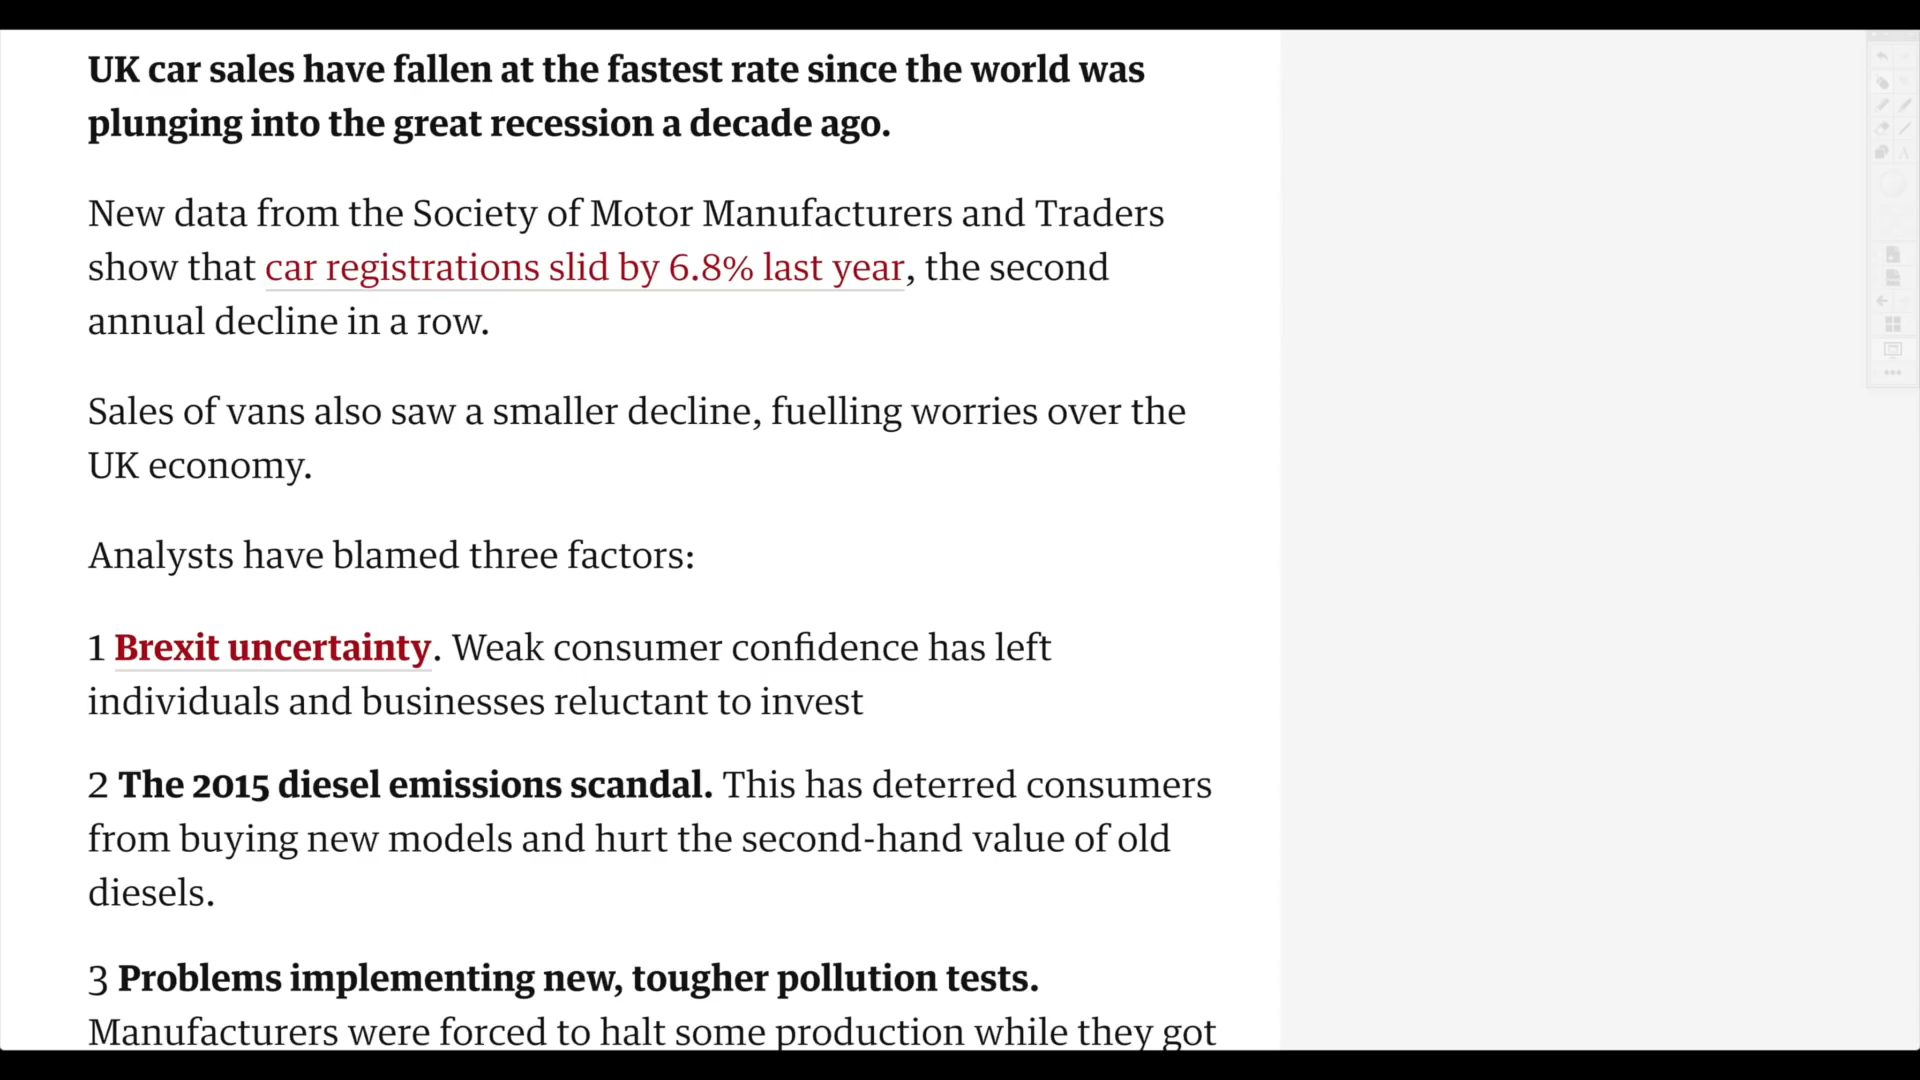 UK car sales have fallen at the fastest rate since the world was
plunging into the great recession a decade ago.
New data from the Society of Motor Manufacturers and Traders
show that car registrations slid by 6.8% last year, the second
annual decline in a row.
Sales of vans also saw a smaller decline, fuelling worries over the
UK economy.
Analysts have blamed three factors:
1 Brexit uncertainty. Weak consumer confidence has left
individuals and businesses reluctant to invest
2 The 2015 diesel emissions scandal. This has deterred consumers
from buying new models and hurt the second-hand value of old
diesels.
3 Problems implementing new, tougher pollution tests.
Manufacturers were forced to halt some production while they got